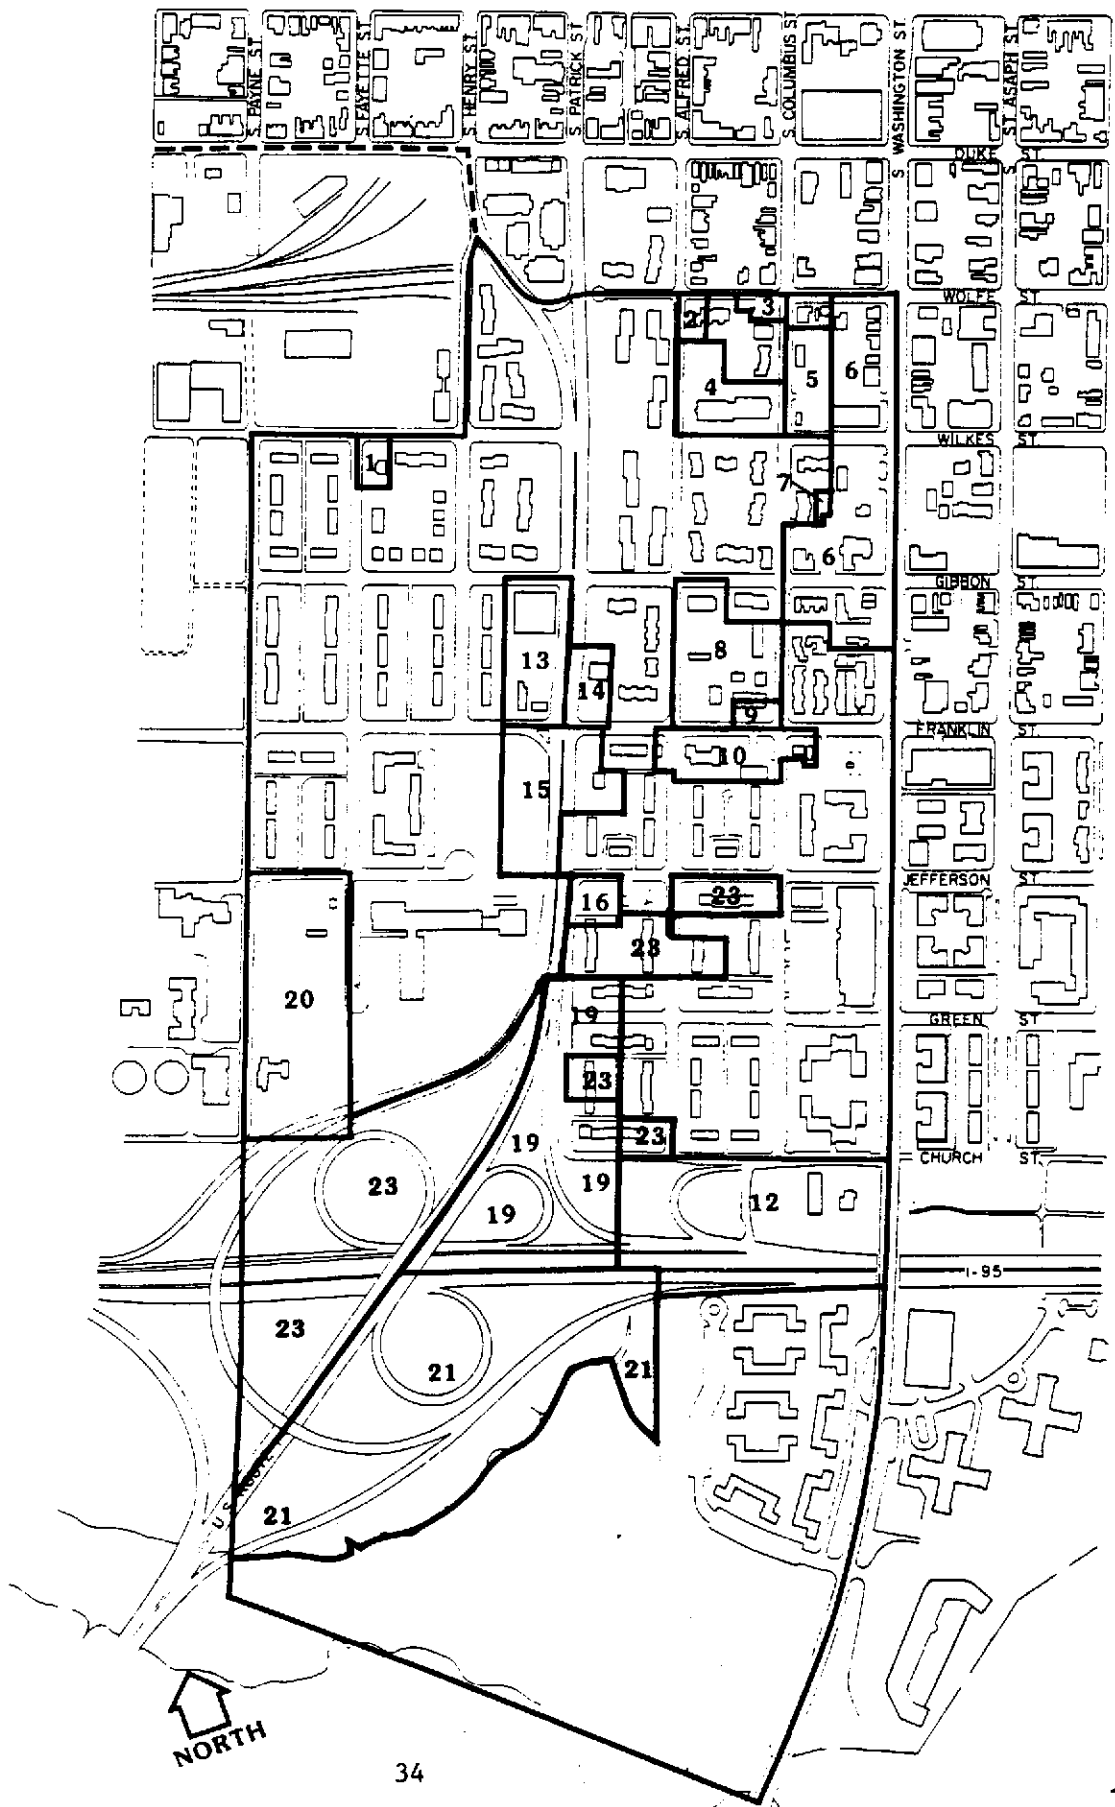 S. PAYNE ST.
S. FAYETTE ST.
S. HENRY ST.
S. PATRICK ST.
S. ALFRED ST.
S. COLUMBUS ST.
S. WASHINGTON ST.
S. ST. ASAPH ST.
DUKE ST
WOLFE ST.
2
3
4
5
6
WILKES ST.
1
7
6
GIBBON ST.
13
8
14
9
FRANKLIN ST.
10
15
JEFFERSON ST
16
23
23
20
19
GREEN ST
23
19
23
CHURCH ST.
23
19
19
12
I-95
23
21
21
U.S. ROUTE
21
NORTH
34